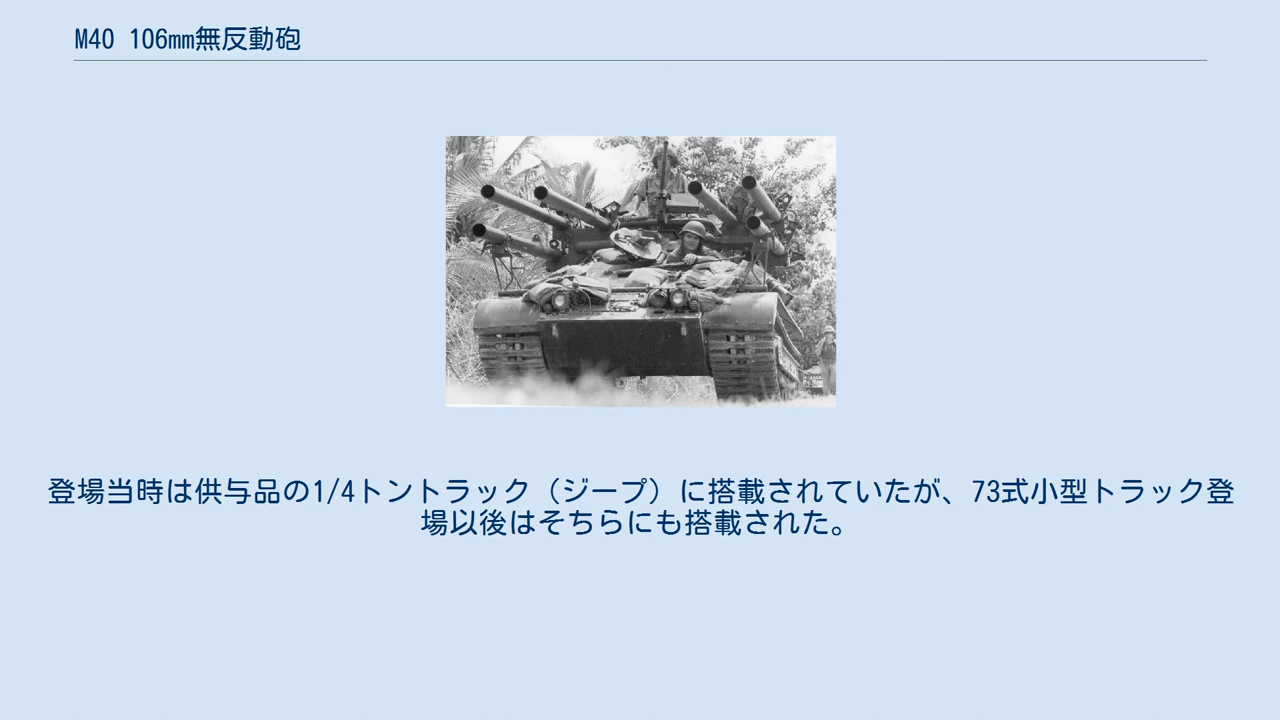 M40 106mm無反動砲
登場当時は供与品の1/4トントラック（ジープ）に搭載されていたが、73式小型トラック登
場以後はそちらにも搭載された。